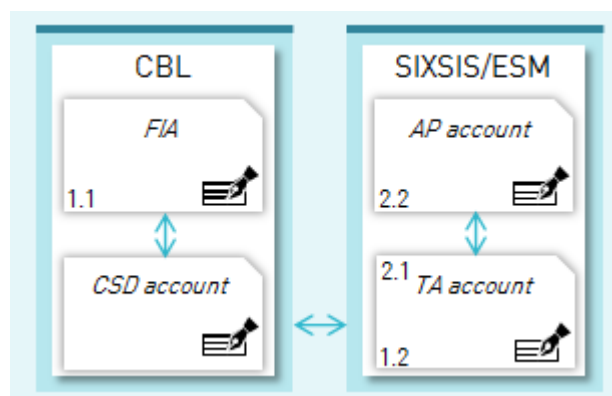 CBL
FIA
1.1
CSD account
SIXSIS/ESM
AP account
2.2
2.1 TA account
1.2